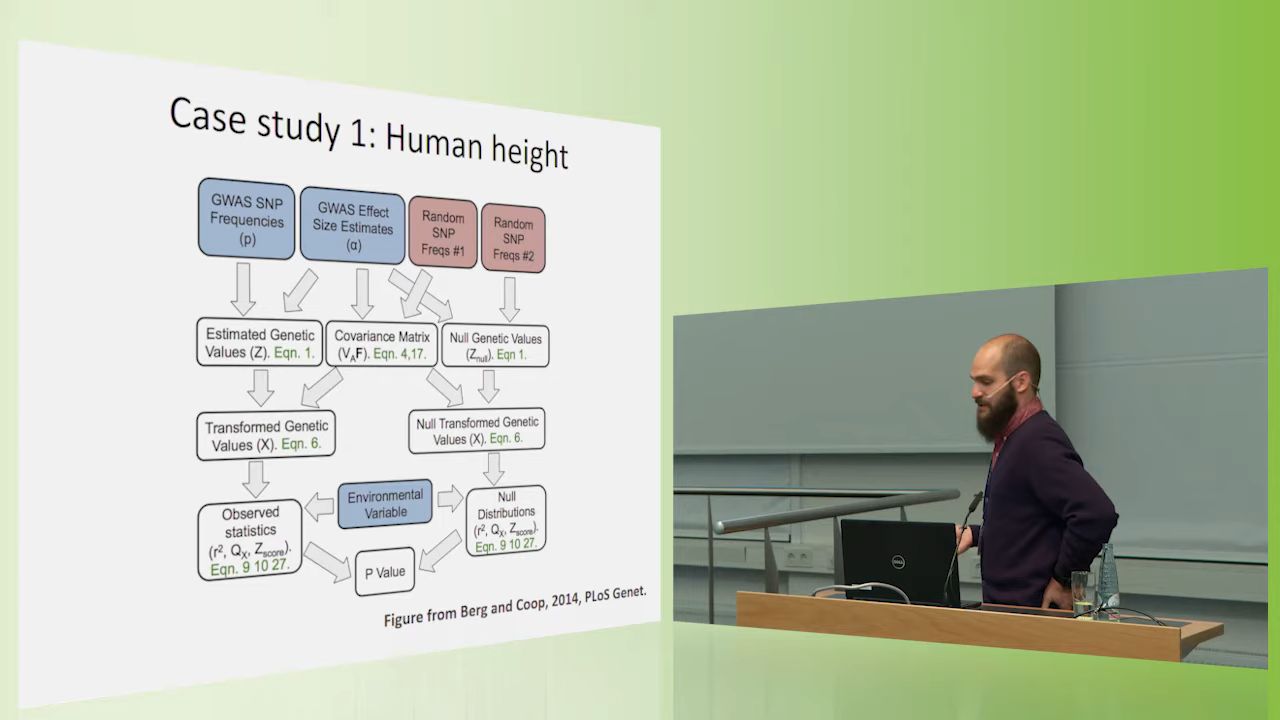 Case study 1: Human height
GWAS SNP
Frequencies
(p)
GWAS Effect
Size Estimates
(α)
Random
SNP
Freqs #1
Random
SNP
Freqs #2
Estimated Genetic
Values (Z). Eqn. 1.
Covariance Matrix
(VAF). Eqn. 4,17.
Null Genetic Values
(Znull). Eqn 1.
Transformed Genetic
Values (X). Eqn. 6.
Null Transformed Genetic
Values (X). Eqn. 6.
Observed
statistics
(r², QX, Zscore).
Eqn. 9 10 27.
Environmental
Variable
Null
Distributions
(r², QX, Zscore).
Eqn. 9 10 27.
P Value
Figure from Berg and Coop, 2014, PLoS Genet.
DELL